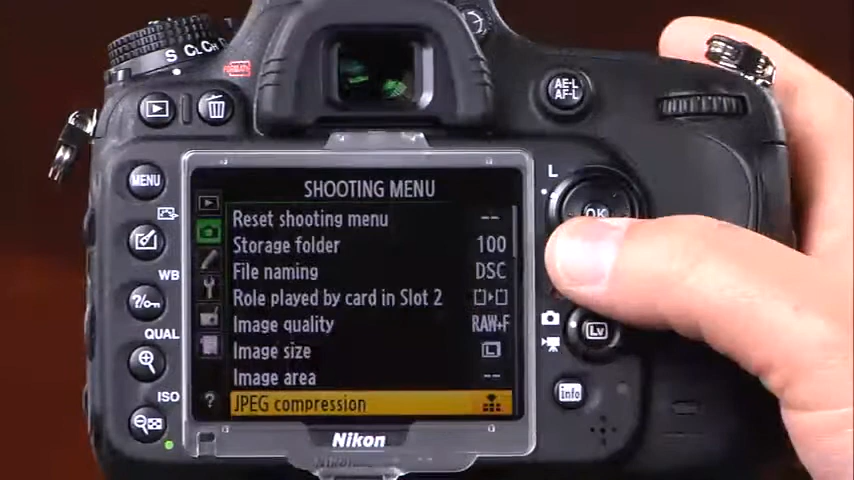 S CL CH
FORMAT
AE-L
AF-L
MENU
SHOOTING MENU
L
OK
Reset shooting menu --
Storage folder 100
File naming DSC
WB
Role played by card in Slot 2
?
QUAL
Image quality RAW+F
Lv
Image size L
Image area --
info
ISO
? JPEG compression
Nikon